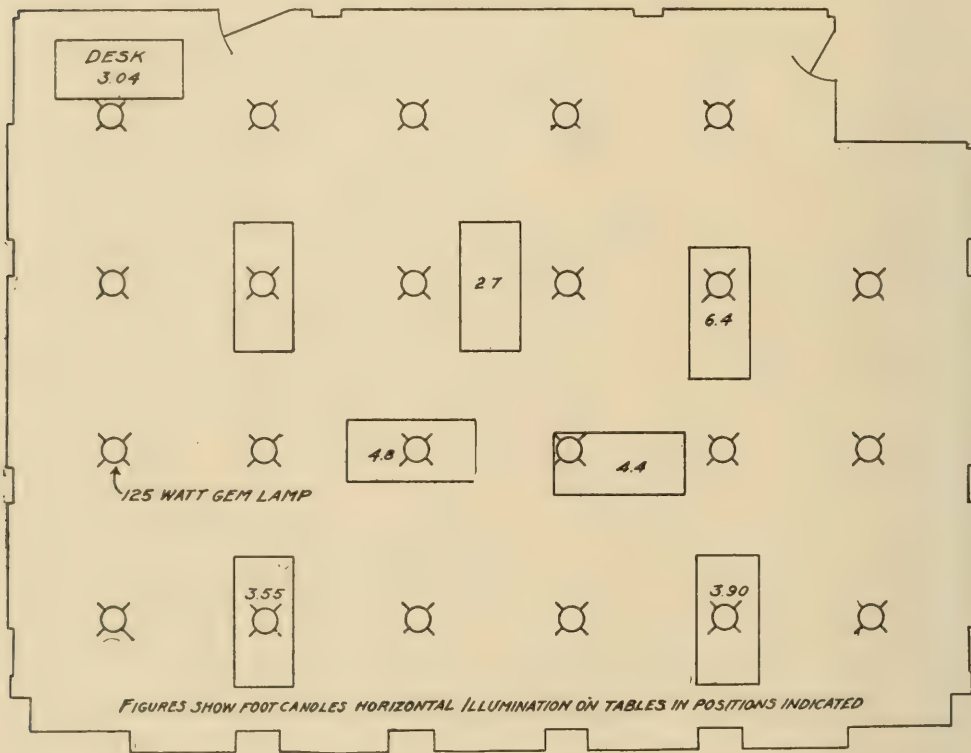 DESK
3.04
2.7
6.4
4.8
4.4
125 WATT GEM LAMP
3.55
3.90
FIGURES SHOW FOOT CANDLES HORIZONTAL ILLUMINATION ON TABLES IN POSITIONS INDICATED